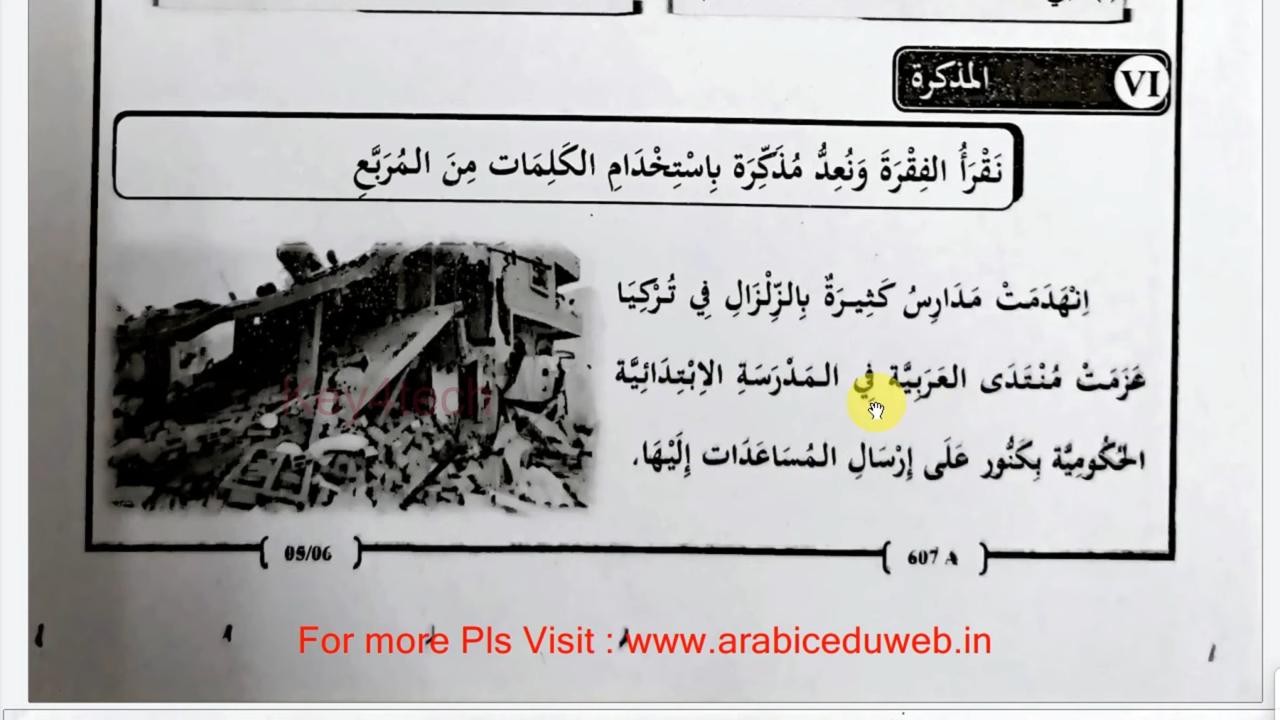 VI المذكرة
نَقْرَأُ الفِقْرَةَ وَنُعِدُّ مُذَكِّرَة بِاسْتِخْدَامِ الكَلِمَات مِنَ المُرَبَّعِ
اِنْهَدَمَتْ مَدَارِسُ كَثِيرَةٌ بِالزِّلْزَالِ فِي تُرْكِيَا
عَزَمَتْ مُنْتَدَى العَرَبِيَّة فِي المَدْرَسَةِ الاِبْتِدَائِيَّة
الحُكُومِيَّة بِكَنُّور عَلَى إِرْسَالِ المُسَاعَدَات إِلَيْهَا.
Key4tech
05/06
607 A
For more Pls Visit : www.arabiceduweb.in